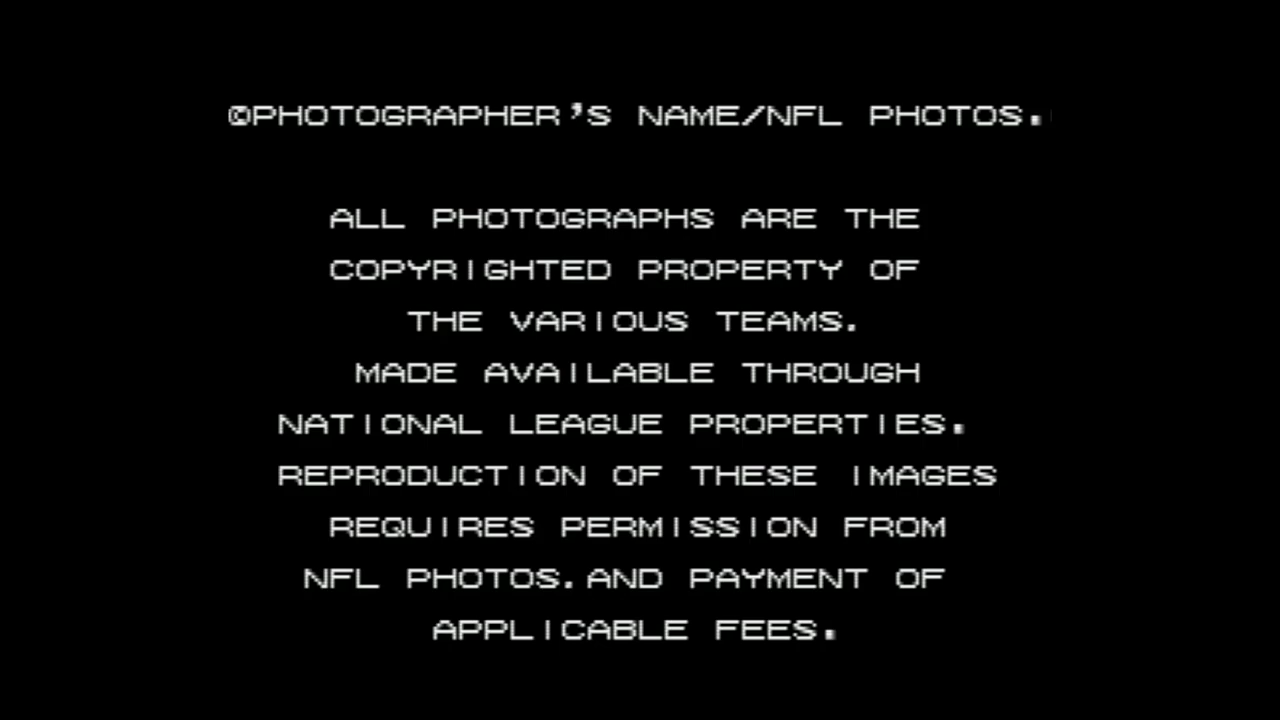 ©PHOTOGRAPHER'S NAME/NFL PHOTOS.
ALL PHOTOGRAPHS ARE THE
COPYRIGHTED PROPERTY OF
THE VARIOUS TEAMS.
MADE AVAILABLE THROUGH
NATIONAL LEAGUE PROPERTIES.
REPRODUCTION OF THESE IMAGES
REQUIRES PERMISSION FROM
NFL PHOTOS.AND PAYMENT OF
APPLICABLE FEES.